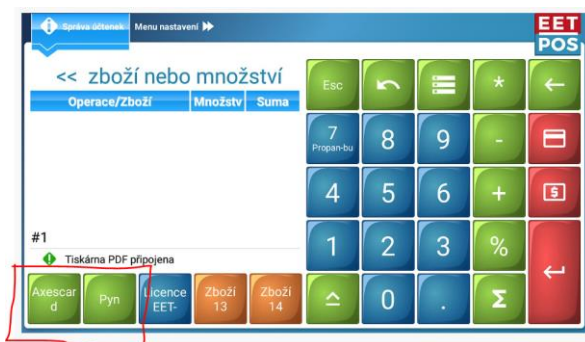 Správa účtenek Menu nastavení
EET
POS
<< zboží nebo množství
Operace/Zboží Množstv Suma
#1
Tiskárna PDF připojena
Esc *
7 8 9 -
Propan-bu
4 5 6 +
1 2 3 %
0 . Σ
Axescar
d
Pyn
Licence
EET-
Zboží
13
Zboží
14